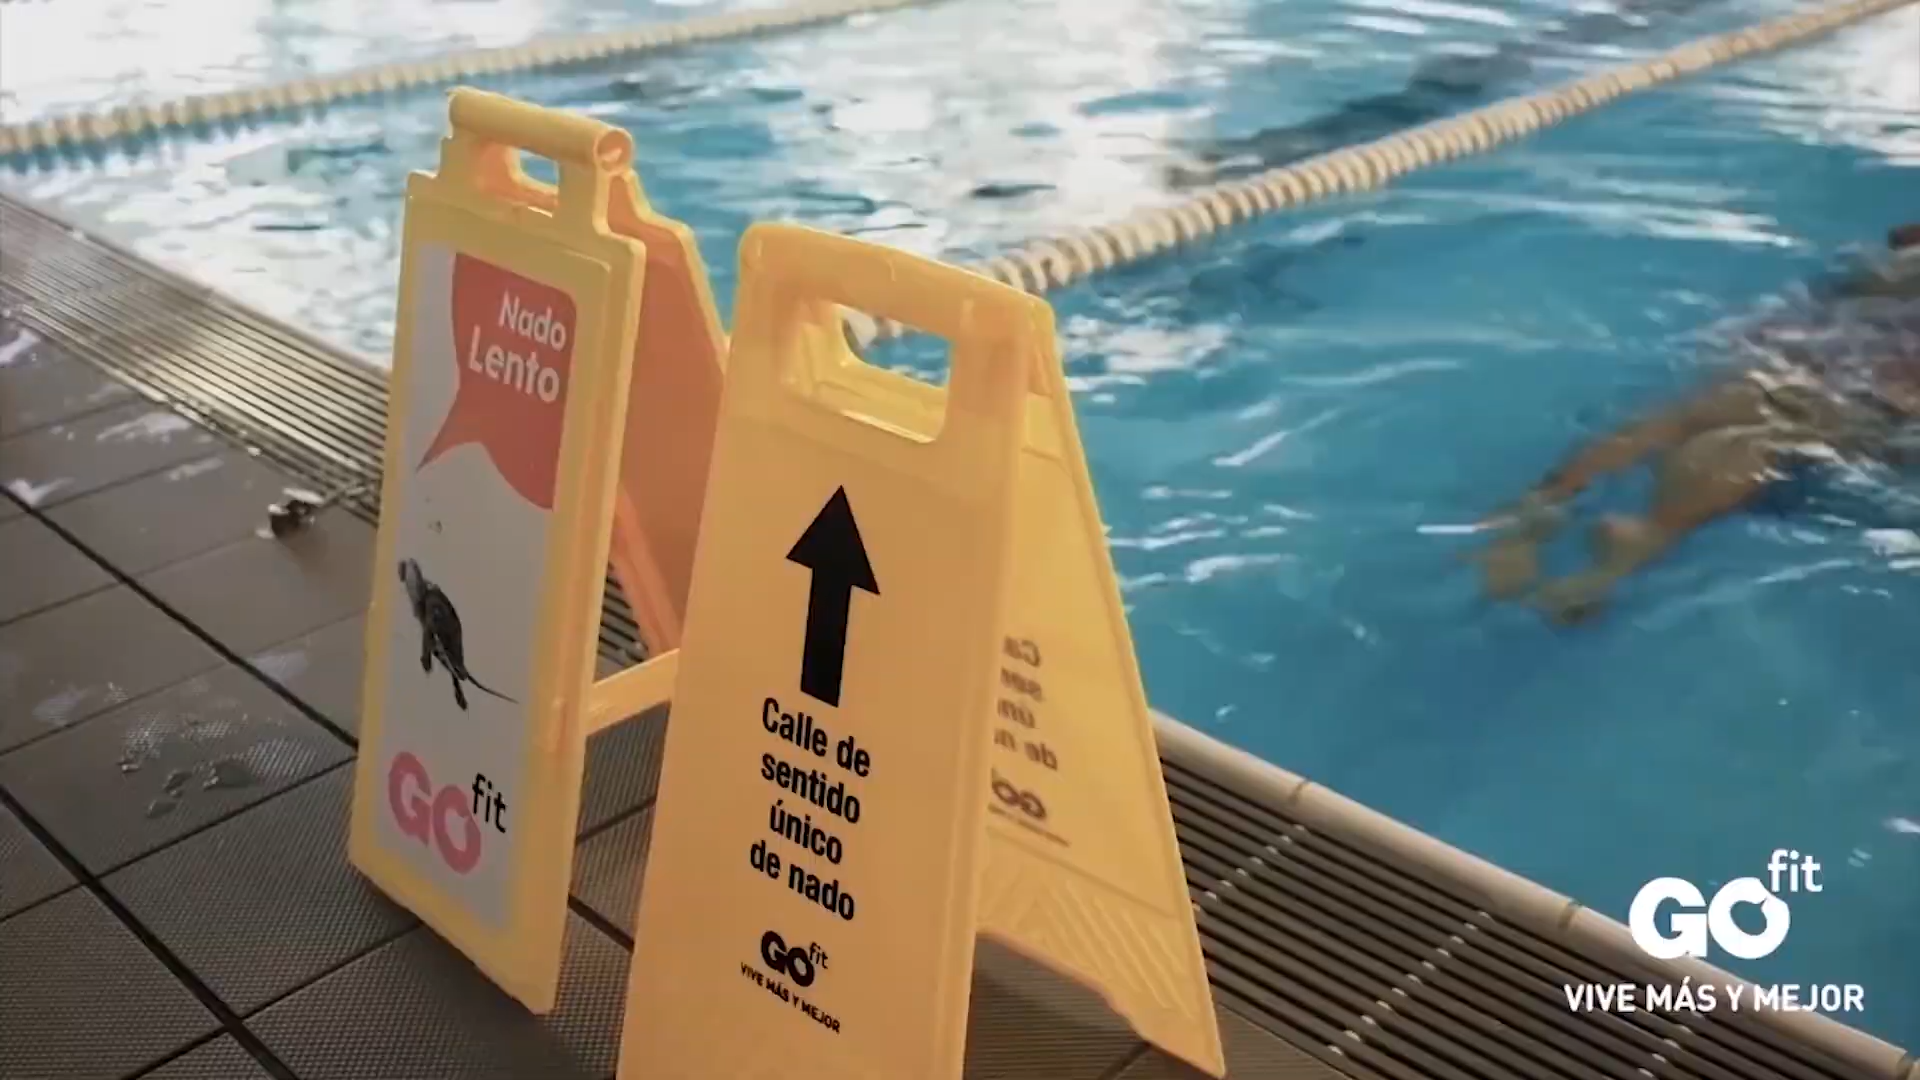 Nado
Lento
GO fit
Calle de
sentido
único
de nado
GO fit
VIVE MÁS Y MEJOR
GO fit
VIVE MÁS Y MEJOR